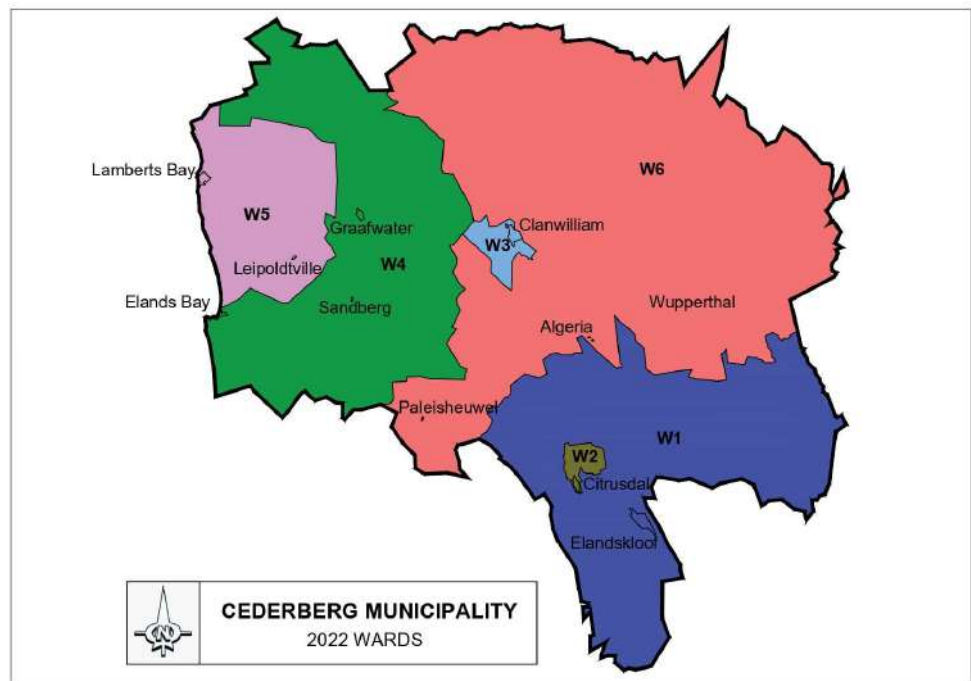 W6
Lamberts Bay
W5
Graafwater
Clanwilliam
W3
W4
Leipoldtville
Elands Bay
Sandberg
Wupperthal
Algeria
Paleisheuwel
W1
W2
Citrusdal
Elandskloof
N
CEDERBERG MUNICIPALITY
2022 WARDS